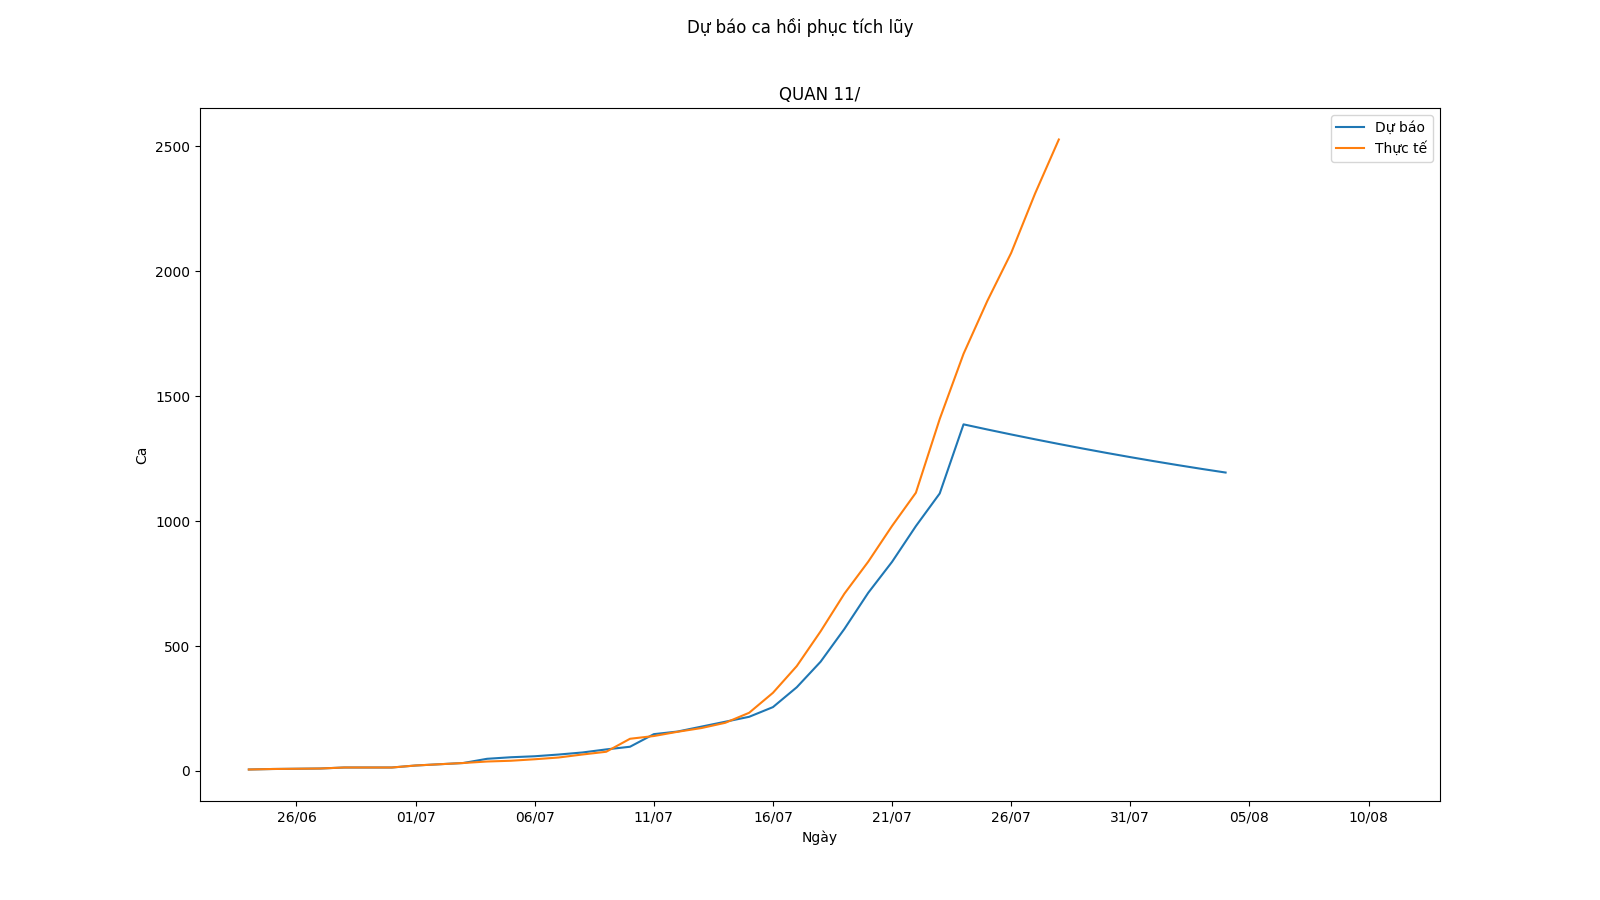 Dự báo ca hồi phục tích lũy
QUAN 11/
Dự báo
Thực tế
2500
2000
1500
1000
500
0
Ca
26/06
01/07
06/07
11/07
16/07
21/07
26/07
31/07
05/08
10/08
Ngày